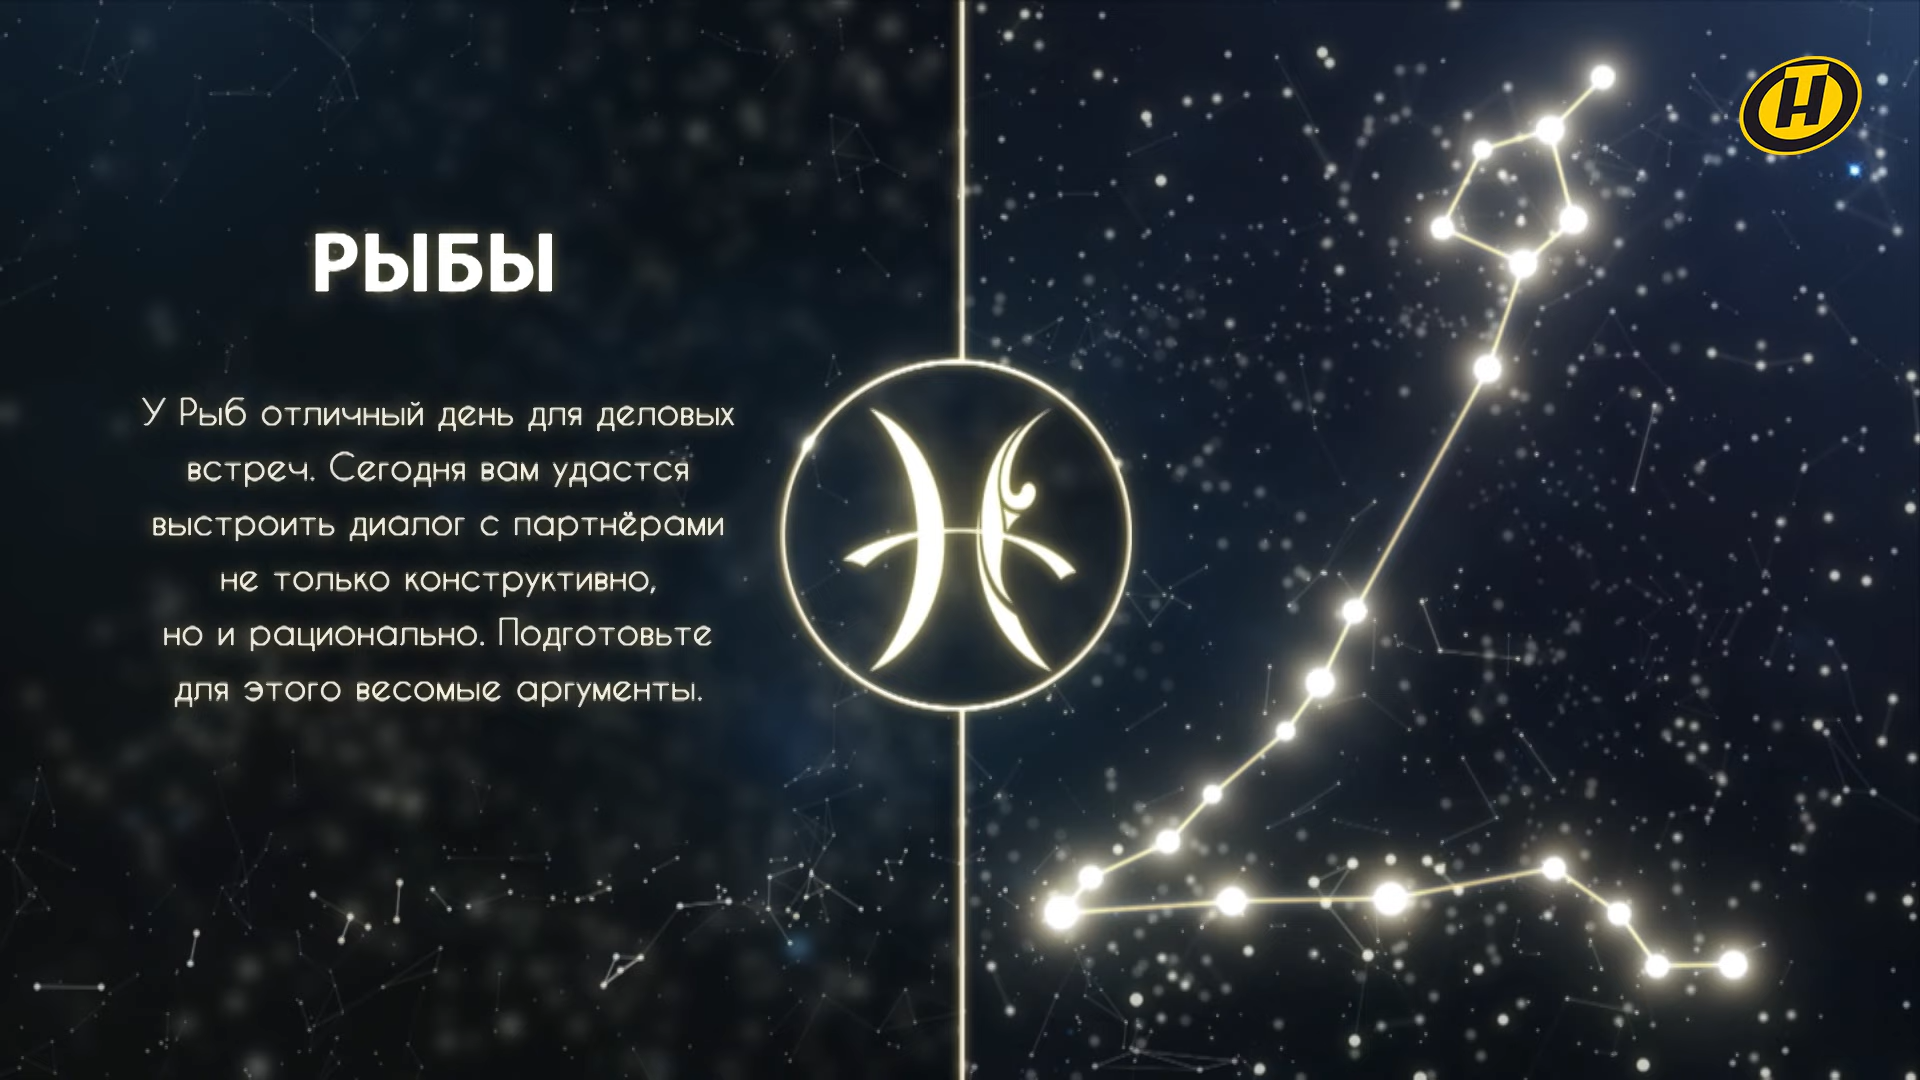 РЫБЫ
У Рыб отличный день для деловых
встреч. Сегодня вам удастся
выстроить диалог с партнёрами
не только конструктивно,
но и рационально. Подготовьте
для этого весомые аргументы.